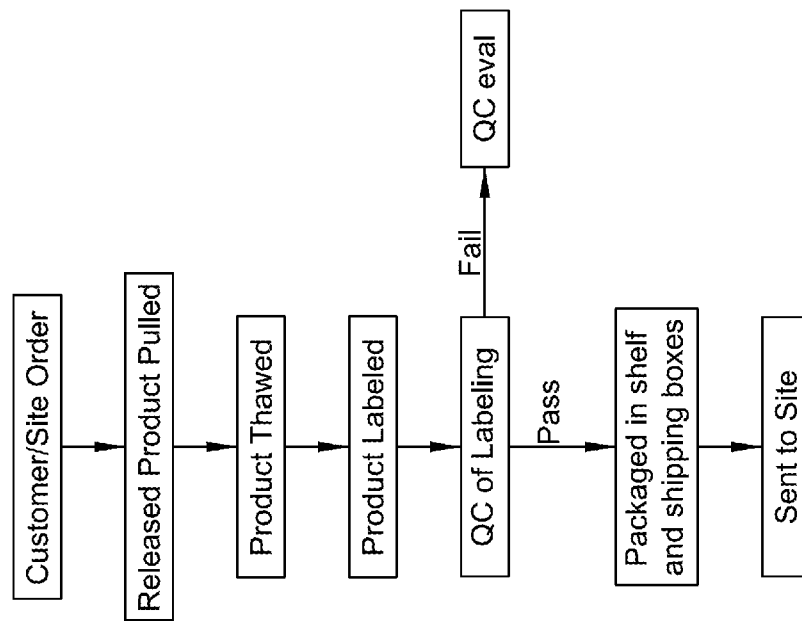 Customer/Site Order
Released Product Pulled
Product Thawed
Product Labeled
QC of Labeling
Fail
QC eval
Pass
Packaged in shelf
and shipping boxes
Sent to Site